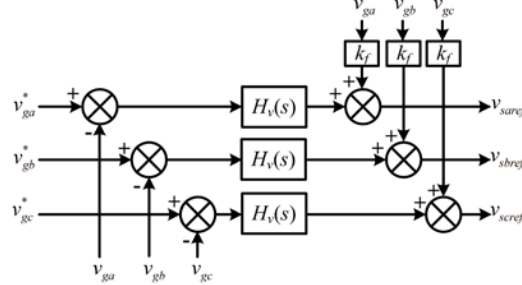 v_ga v_gb v_gc
k_f k_f k_f
v*_ga + - H_v(s) + + v_saref
v*_gb + - H_v(s) + + v_sbref
v*_gc + - H_v(s) + + v_scref
v_ga v_gb v_gc